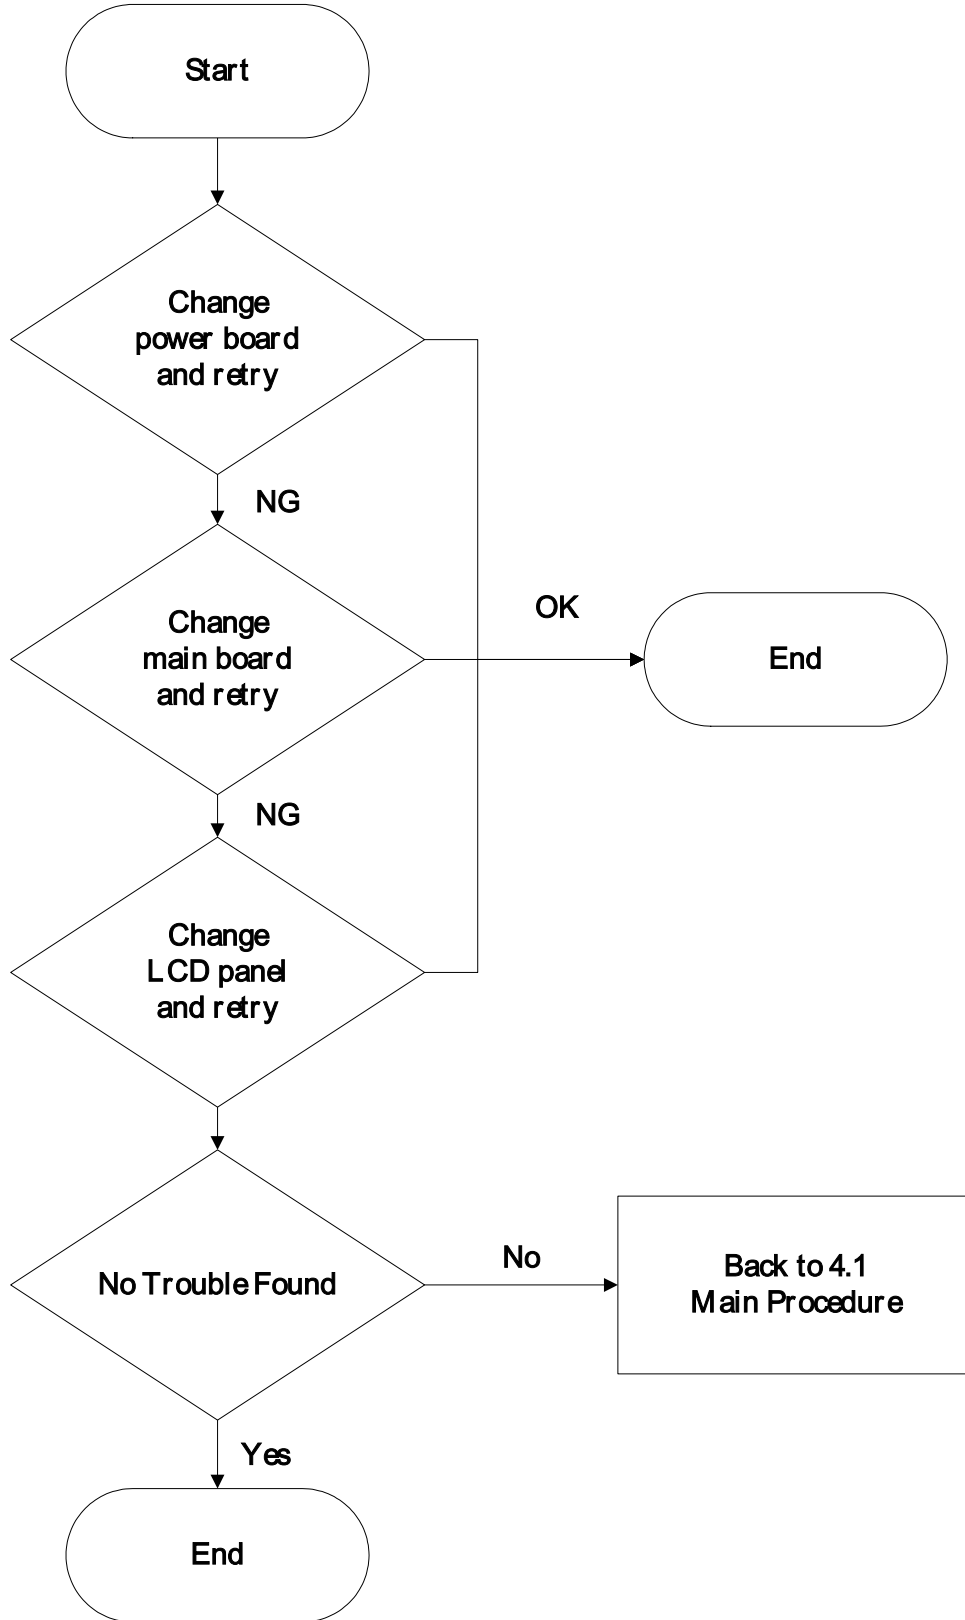 Start
Change
power board
and retry
NG
Change
main board
and retry
OK
End
NG
Change
LCD panel
and retry
No Trouble Found
No
Back to 4.1
Main Procedure
Yes
End